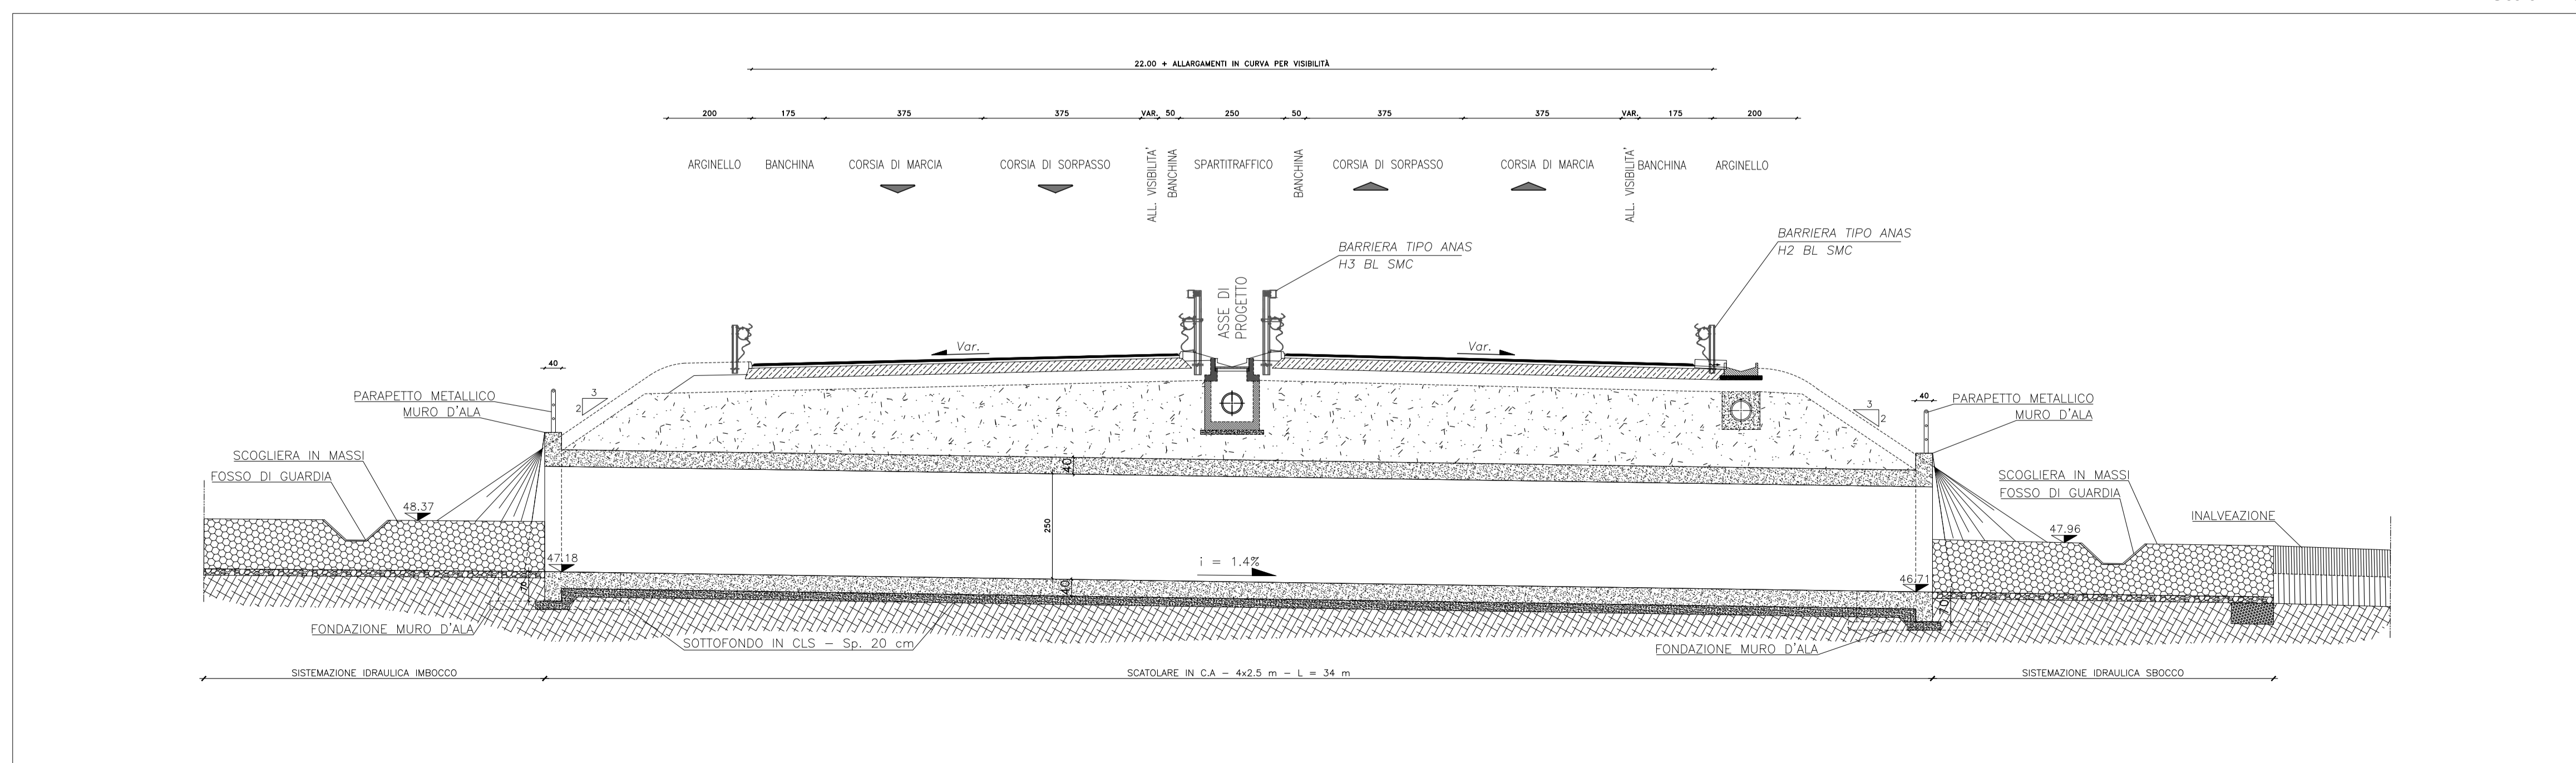 22.00 + ALLARGAMENTI IN CURVA PER VISIBILITÀ
200 175 375 375 VAR. 50 250 50 375 375 VAR. 175 200
ARGINELLO BANCHINA CORSIA DI MARCIA CORSIA DI SORPASSO ALL. VISIBILITA' BANCHINA SPARTITRAFFICO BANCHINA CORSIA DI SORPASSO CORSIA DI MARCIA ALL. VISIBILITA' BANCHINA ARGINELLO
BARRIERA TIPO ANAS
H2 BL SMC
BARRIERA TIPO ANAS
H3 BL SMC
ASSE DI
PROGETTO
Var.
Var.
40
3
2
PARAPETTO METALLICO
MURO D'ALA
40
3
2
PARAPETTO METALLICO
MURO D'ALA
SCOGLIERA IN MASSI
FOSSO DI GUARDIA
48.37
47.18
70
40
250
40
i = 1.4%
SCOGLIERA IN MASSI
FOSSO DI GUARDIA
INALVEAZIONE
47.96
46.71
70
FONDAZIONE MURO D'ALA
SOTTOFONDO IN CLS - Sp. 20 cm
FONDAZIONE MURO D'ALA
SISTEMAZIONE IDRAULICA IMBOCCO
SCATOLARE IN C.A - 4x2.5 m - L = 34 m
SISTEMAZIONE IDRAULICA SBOCCO